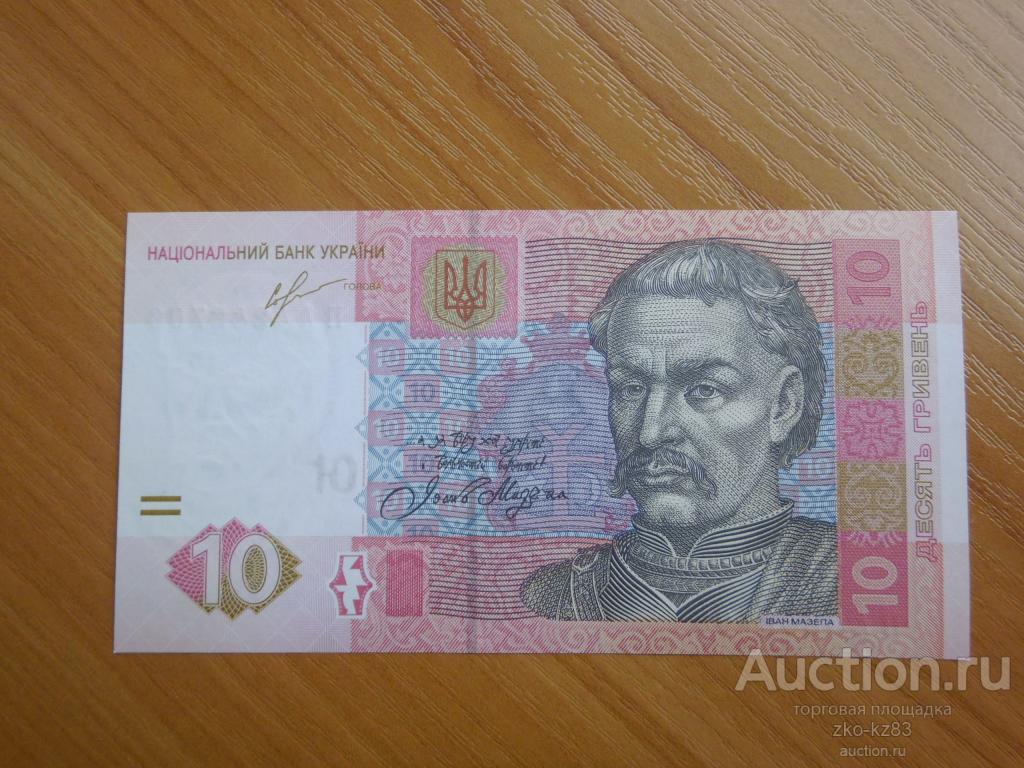 НАЦІОНАЛЬНИЙ БАНК УКРАЇНИ
ГОЛОВА
10
10
ДЕСЯТЬ ГРИВЕНЬ
10
10
ІВАН МАЗЕПА
Auction.ru
торговая площадка
zko-kz83
auction.ru